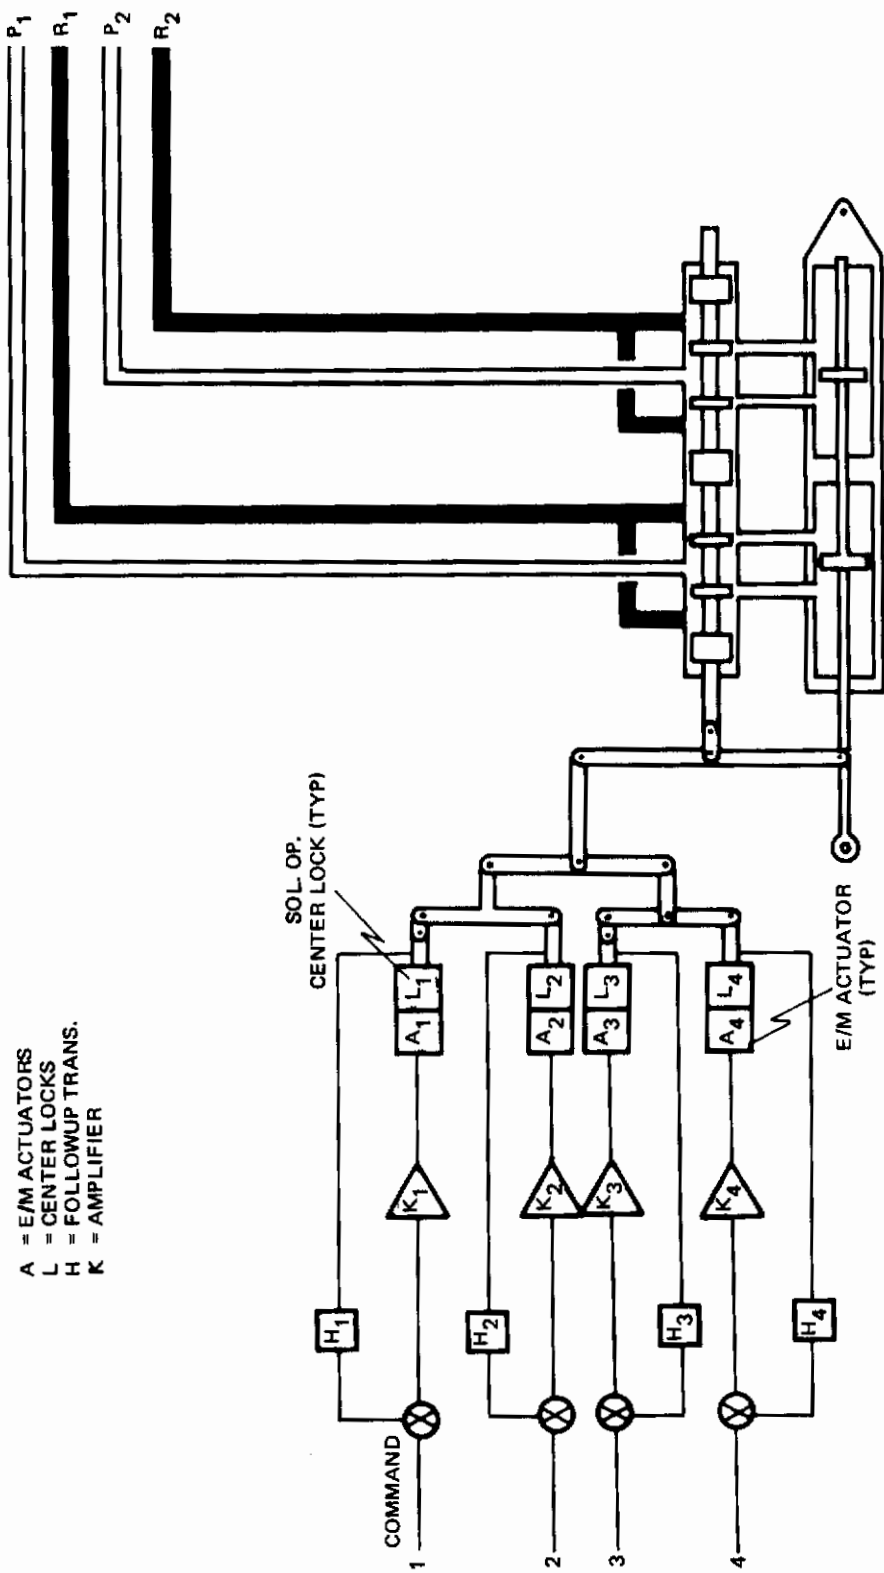 A = E/M ACTUATORS
L = CENTER LOCKS
H = FOLLOWUP TRANS.
K = AMPLIFIER
P1
R1
P2
R2
SOL. OP.
CENTER LOCK (TYP)
COMMAND
1
H1
K1
A1 L1
2
H2
K2
A2 L2
3
H3
K3
A3 L3
4
H4
K4
A4 L4
E/M ACTUATOR
(TYP)